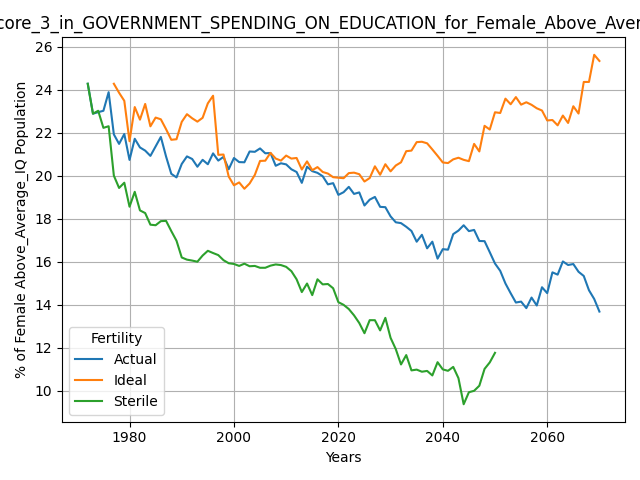 core_3_in_GOVERNMENT_SPENDING_ON_EDUCATION_for_Female_Above_Aver
% of Female Above_Average_IQ Population
26
24
22
20
18
16
14
12
10
Fertility
Actual
Ideal
Sterile
1980 2000 2020 2040 2060
Years